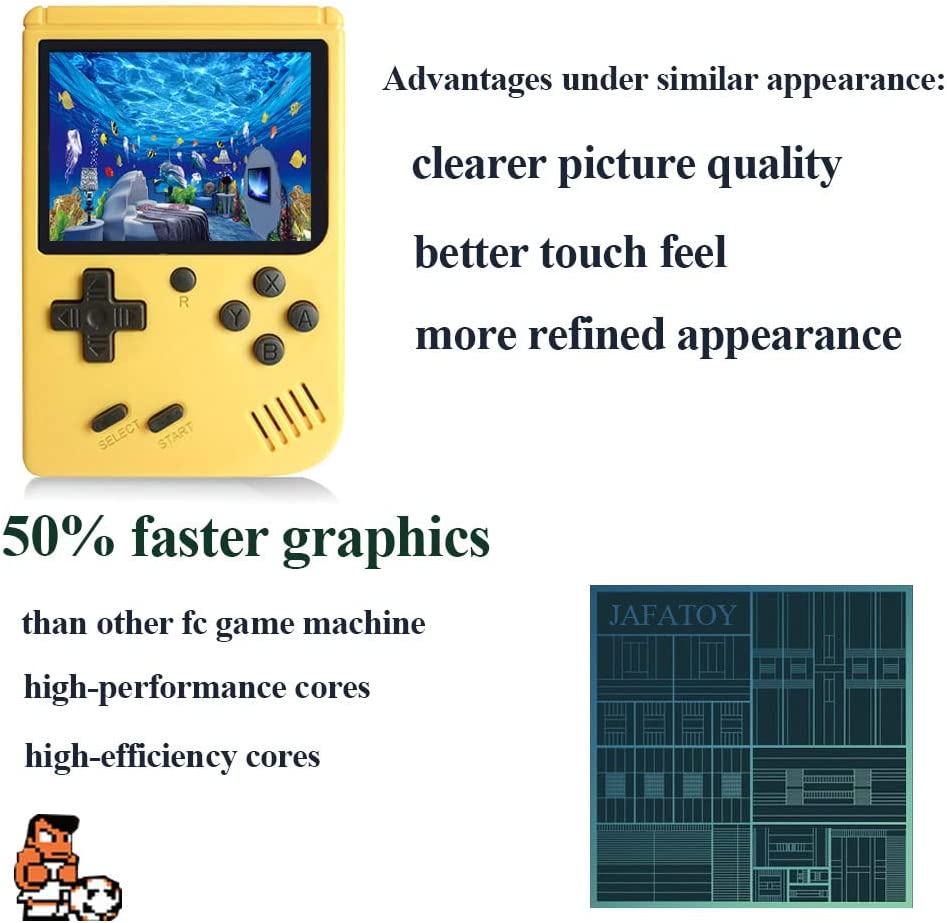 Advantages under similar appearance:
clearer picture quality
better touch feel
more refined appearance
R
X
Y
A
B
SELECT
START
50% faster graphics
than other fc game machine
high-performance cores
high-efficiency cores
JAFATOY